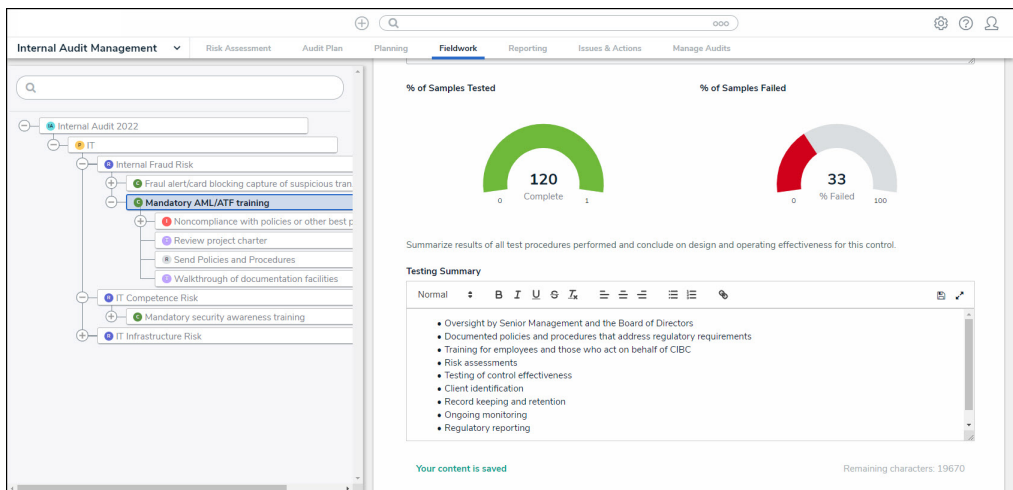 ooo
Internal Audit Management
Risk Assessment
Audit Plan
Planning
Fieldwork
Reporting
Issues & Actions
Manage Audits
IA Internal Audit 2022
P IT
R Internal Fraud Risk
C Fraul alert/card blocking capture of suspicious tran
C Mandatory AML/ATF training
I Noncompliance with policies or other best p
T Review project charter
R Send Policies and Procedures
T Walkthrough of documentation facilities
R IT Competence Risk
C Mandatory security awareness training
R IT Infrastructure Risk
% of Samples Tested
% of Samples Failed
120
Complete
0
1
33
% Failed
0
100
Summarize results of all test procedures performed and conclude on design and operating effectiveness for this control.
Testing Summary
Normal
B I U S Tx
• Oversight by Senior Management and the Board of Directors
• Documented policies and procedures that address regulatory requirements
• Training for employees and those who act on behalf of CIBC
• Risk assessments
• Testing of control effectiveness
• Client identification
• Record keeping and retention
• Ongoing monitoring
• Regulatory reporting
Your content is saved
Remaining characters: 19670